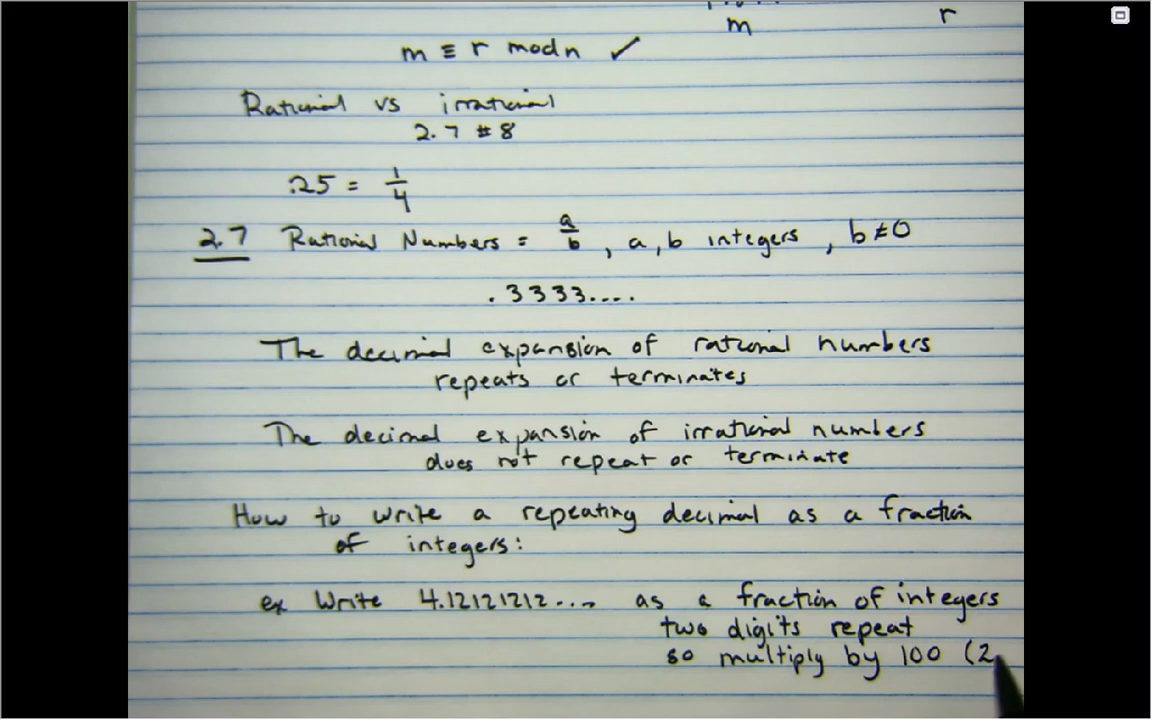 m r
m ≡ r mod n ✓
Rational vs irrational
2.7 #8
.25 = 1/4
2.7 Rational Numbers = a/b , a, b integers , b≠0
.3333....
The decimal expansion of rational numbers
repeats or terminates
The decimal expansion of irrational numbers
does not repeat or terminate
How to write a repeating decimal as a fraction
of integers:
ex Write 4.12121212... as a fraction of integers
two digits repeat
so multiply by 100 (2